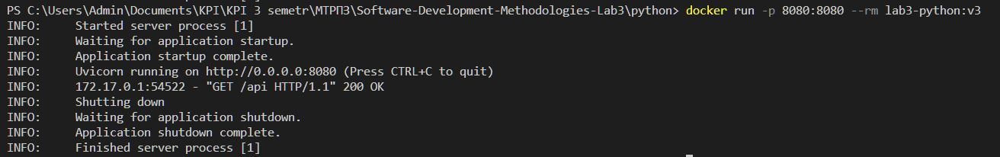 PS C:\Users\Admin\Documents\KPI\KPI 3 semetr\МТРПЗ\Software-Development-Methodologies-Lab3\python> docker run -p 8080:8080 --rm lab3-python:v3
INFO:     Started server process [1]
INFO:     Waiting for application startup.
INFO:     Application startup complete.
INFO:     Uvicorn running on http://0.0.0.0:8080 (Press CTRL+C to quit)
INFO:     172.17.0.1:54522 - "GET /api HTTP/1.1" 200 OK
INFO:     Shutting down
INFO:     Waiting for application shutdown.
INFO:     Application shutdown complete.
INFO:     Finished server process [1]